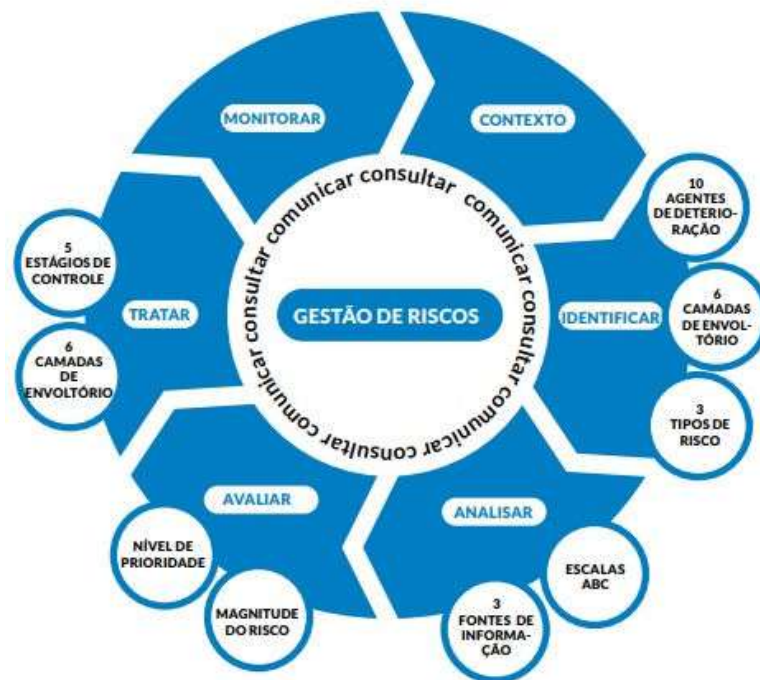 MONITORAR
CONTEXTO
10
AGENTES
DE DETERIO-
RAÇÃO
5
ESTÁGIOS DE
CONTROLE
6
CAMADAS
DE ENVOL-
TÓRIO
TRATAR
GESTÃO DE RISCOS
IDENTIFICAR
6
CAMADAS
DE
ENVOLTÓRIO
3
TIPOS DE
RISCO
comunicar consultar comunicar consultar comunicar consultar comunicar consultar
AVALIAR
ANALISAR
NÍVEL DE
PRIORIDADE
ESCALAS
ABC
MAGNITUDE
DO RISCO
3
FONTES DE
INFORMA-
ÇÃO